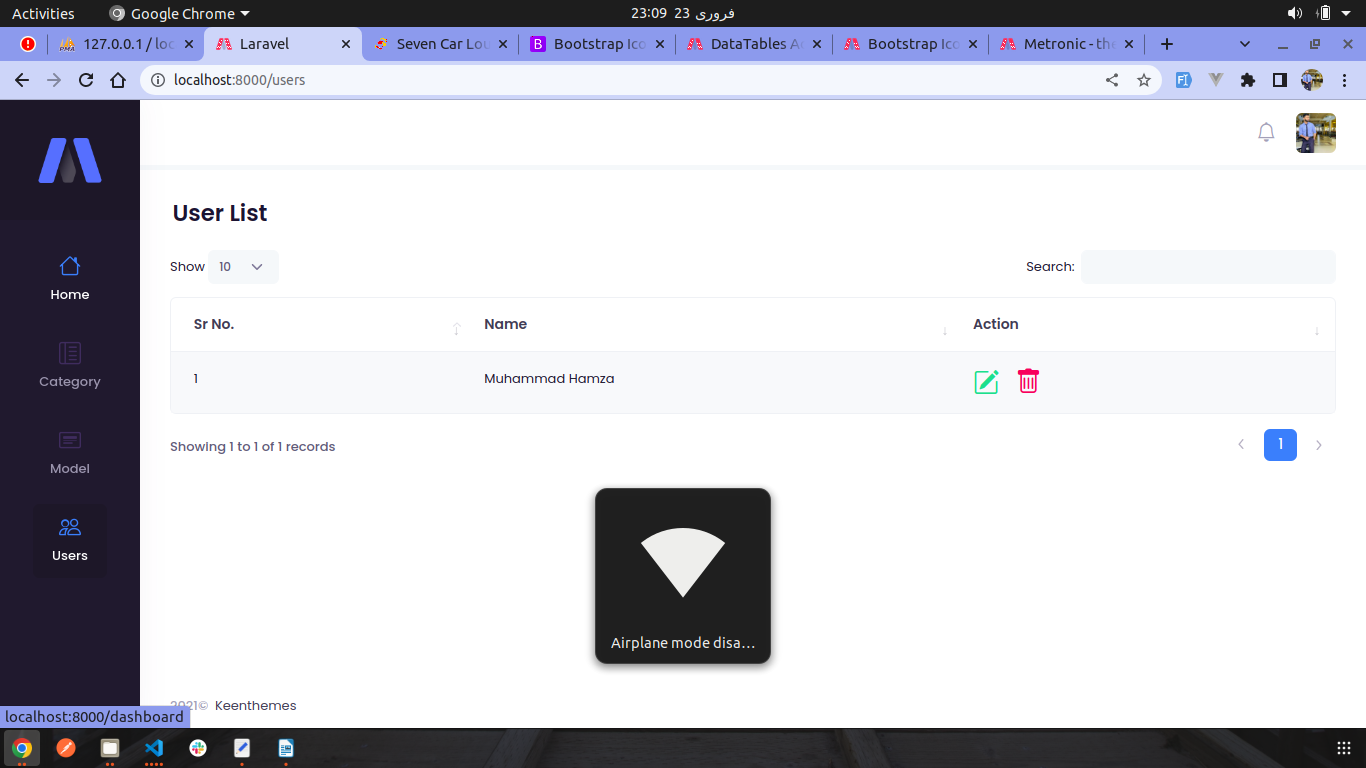 Activities Google Chrome 23:09 23 فروری
127.0.0.1 / loc Laravel Seven Car Lou Bootstrap Ico DataTables Ac Bootstrap Ico Metronic - the
localhost:8000/users
User List
Show 10 Search:
Sr No. Name Action
1 Muhammad Hamza
Showing 1 to 1 of 1 records 1
Home
Category
Model
Users
Airplane mode disa...
2021© Keenthemes
localhost:8000/dashboard